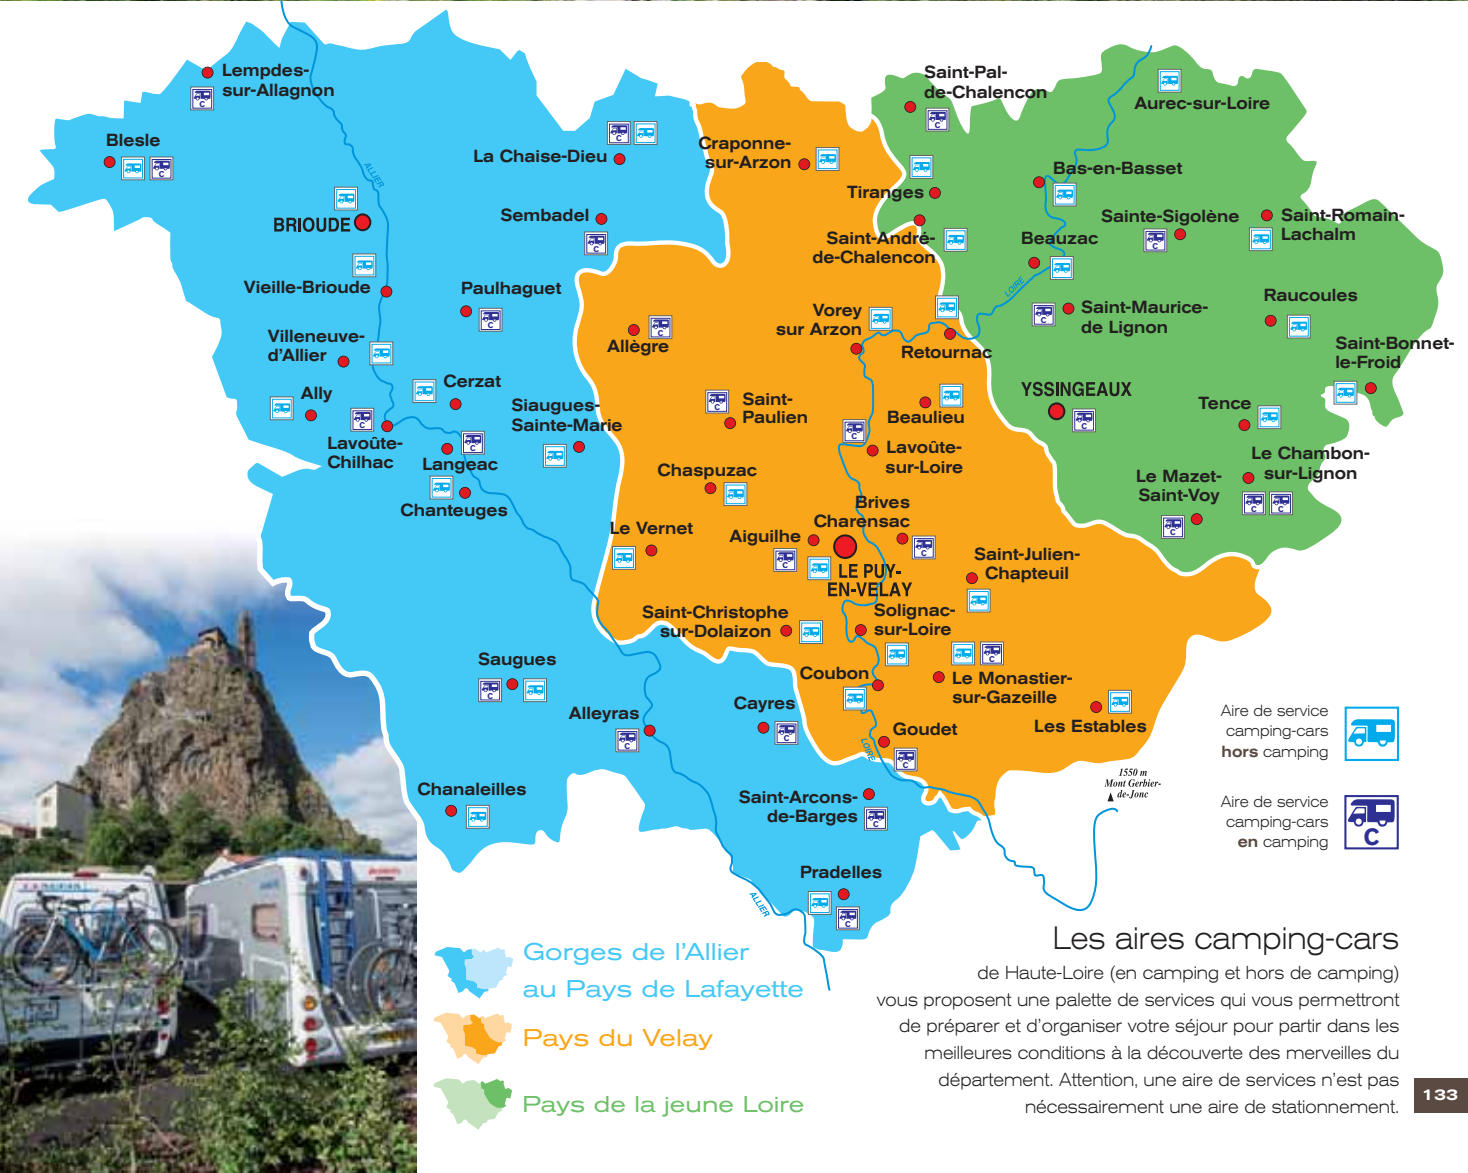 Lempdes-
sur-Allagnon
Blesle
ALLIER
BRIOUDE
Vieille-Brioude
Villeneuve-
d'Allier
Ally
Lavoûte-
Chilhac
Cerzat
Langeac
Chanteuges
Paulhaguet
Siaugues-
Sainte-Marie
La Chaise-Dieu
Sembadel
Saugues
Alleyras
Chanaleilles
Cayres
Saint-Arcons-
de-Barges
Pradelles
ALLIER
Craponne-
sur-Arzon
Allègre
Vorey
sur Arzon
Retournac
Saint-
Paulien
Beaulieu
Lavoûte-
sur-Loire
Chaspuzac
Le Vernet
Aiguilhe
Brives
Charensac
LE PUY-
EN-VELAY
Saint-Julien-
Chapteuil
Saint-Christophe
sur-Dolaizon
Solignac-
sur-Loire
Coubon
Le Monastier-
sur-Gazeille
Les Estables
Goudet
LOIRE
Saint-Pal-
de-Chalencon
Tiranges
Saint-André-
de-Chalencon
Aurec-sur-Loire
Bas-en-Basset
Sainte-Sigolène
Saint-Romain-
Lachalm
Beauzac
LOIRE
Saint-Maurice-
de Lignon
Raucoules
Saint-Bonnet-
le-Froid
YSSINGEAUX
Tence
Le Chambon-
sur-Lignon
Le Mazet-
Saint-Voy
1550 m
Mont Gerbier-
de-Jonc
Aire de service
camping-cars
hors camping
Aire de service
camping-cars
en camping
C
Gorges de l'Allier
au Pays de Lafayette
Pays du Velay
Pays de la jeune Loire
Les aires camping-cars
de Haute-Loire (en camping et hors de camping)
vous proposent une palette de services qui vous permettront
de préparer et d'organiser votre séjour pour partir dans les
meilleures conditions à la découverte des merveilles du
département. Attention, une aire de services n'est pas
nécessairement une aire de stationnement.
133